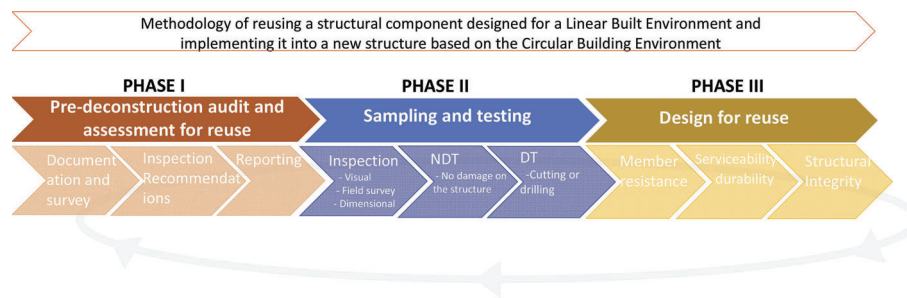 Methodology of reusing a structural component designed for a Linear Built Environment and
implementing it into a new structure based on the Circular Building Environment
PHASE I
PHASE II
PHASE III
Pre-deconstruction audit and
assessment for reuse
Sampling and testing
Design for reuse
Document
ation and
survey
Inspection
Recommendat
ions
Reporting
Inspection
- Visual
- Field survey
- Dimensional
NDT
- No damage on
the structure
DT
-Cutting or
drilling
Member
resistance
Serviceability
durability
Structural
Integrity